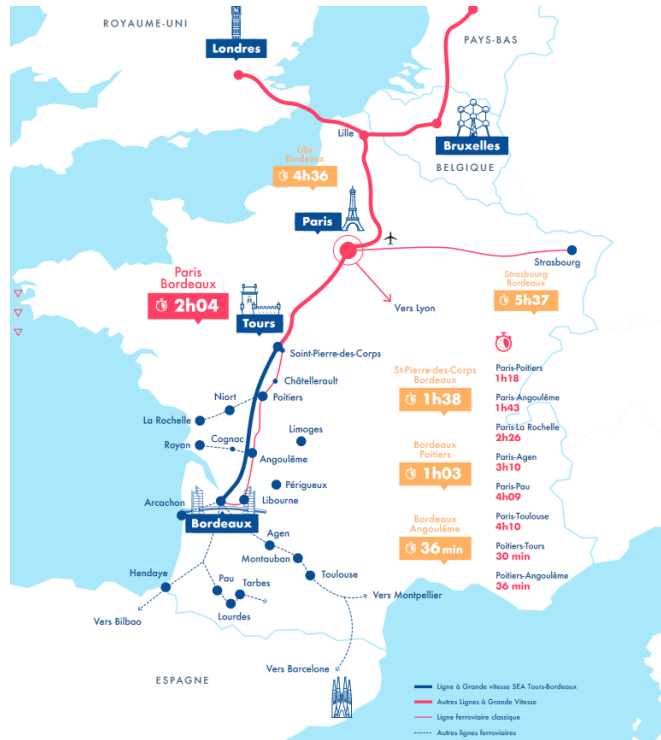 ROYAUME-UNI
Londres
PAYS-BAS
Lille
Bruxelles
BELGIQUE
Lille
Bordeaux
4h36
Paris
Strasbourg
Paris
Bordeaux
2h04
Strasbourg
Bordeaux
5h37
Vers Lyon
Tours
Saint-Pierre-des-Corps
Châtellerault
Poitiers
Niort
La Rochelle
Cognac
Royan
Limoges
Angoulême
Périgueux
Libourne
Arcachon
Bordeaux
St-Pierre-des-Corps
Bordeaux
1h38
Bordeaux
Poitiers
1h03
Bordeaux
Angoulême
36 min
Paris-Poitiers
1h18
Paris-Angoulême
1h43
Paris-La Rochelle
2h26
Paris-Agen
3h10
Paris-Pau
4h09
Paris-Toulouse
4h10
Poitiers-Tours
30 min
Poitiers-Angoulême
36 min
Agen
Montauban
Toulouse
Hendaye
Pau
Tarbes
Lourdes
Vers Bilbao
Vers Montpellier
Vers Barcelone
ESPAGNE
Ligne à Grande vitesse SEA Tours-Bordeaux
Autres Lignes à Grande Vitesse
Ligne ferroviaire classique
Autres lignes ferroviaires